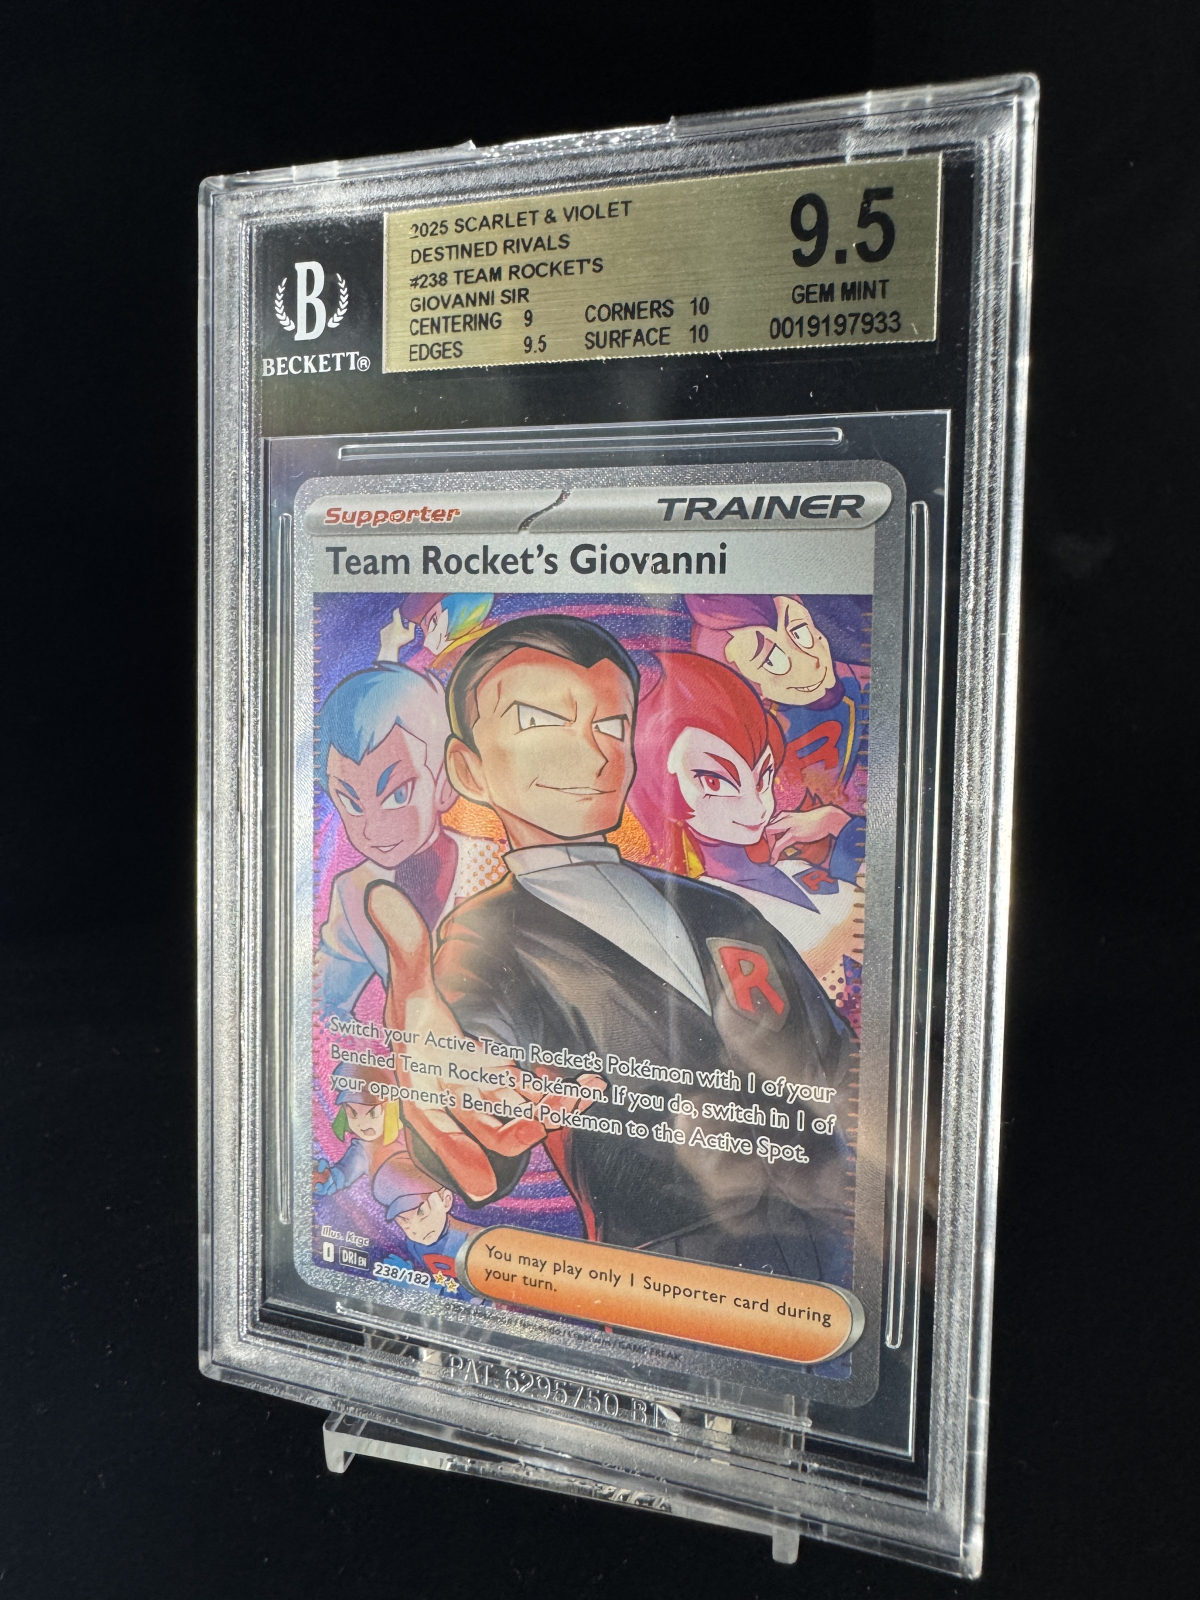 2025 SCARLET & VIOLET
DESTINED RIVALS
#238 TEAM ROCKET'S
GIOVANNI SIR
CENTERING 9 CORNERS 10
EDGES 9.5 SURFACE 10
9.5
GEM MINT
0019197933
B
BECKETT®
Supporter TRAINER
Team Rocket's Giovanni
R
R
R
Switch your Active Team Rocket's Pokémon with 1 of your
Benched Team Rocket's Pokémon. If you do, switch in 1 of
your opponent's Benched Pokémon to the Active Spot.
Illus. Krgc
I DRI EN 238/182
You may play only 1 Supporter card during
your turn.
GAME FREAK
PAT. 6295750 B1